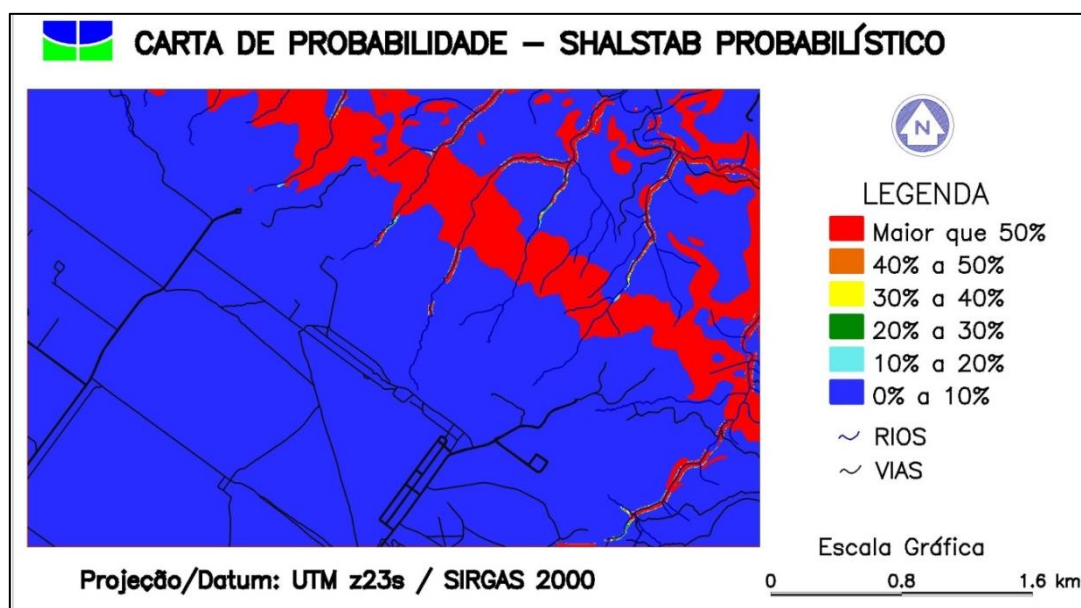 CARTA DE PROBABILIDADE – SHALSTAB PROBABILÍSTICO
N
LEGENDA
Maior que 50%
40% a 50%
30% a 40%
20% a 30%
10% a 20%
0% a 10%
RIOS
VIAS
Escala Gráfica
0 0.8 1.6 km
Projeção/Datum: UTM z23s / SIRGAS 2000